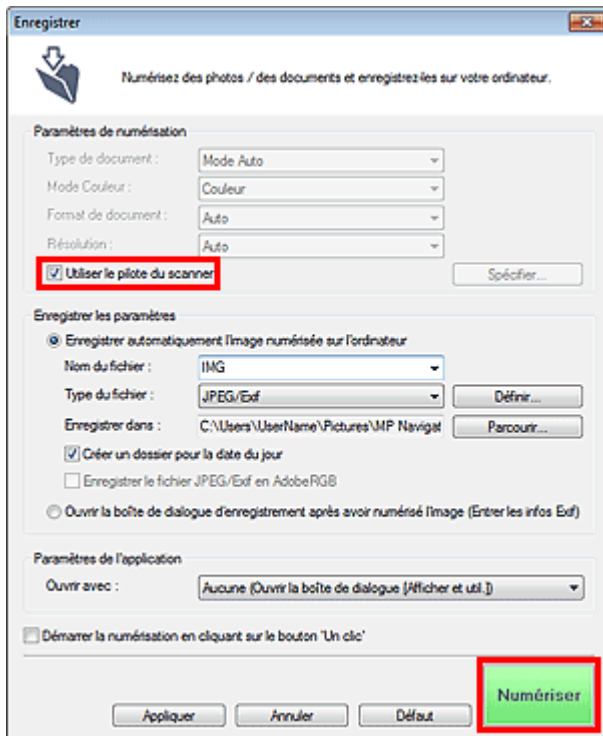 Enregistrer
Numérisez des photos / des documents et enregistrez-les sur votre ordinateur.
Paramètres de numérisation
Type de document : Mode Auto
Mode Couleur : Couleur
Format de document : Auto
Résolution : Auto
Utiliser le pilote du scanner Spécifier...
Enregistrer les paramètres
Enregistrer automatiquement l'image numérisée sur l'ordinateur
Nom du fichier : IMG
Type du fichier : JPEG/Exif Définir...
Enregistrer dans : C:\Users\UserName\Pictures\MP Navigat Parcourir...
Créer un dossier pour la date du jour
Enregistrer le fichier JPEG/Exif en AdobeRGB
Ouvrir la boîte de dialogue d'enregistrement après avoir numérisé l'image (Entrer les infos Exif)
Paramètres de l'application
Ouvrir avec : Aucune (Ouvrir la boîte de dialogue [Afficher et util.])
Démarrer la numérisation en cliquant sur le bouton 'Un clic'
Numériser
Appliquer Annuler Défaut